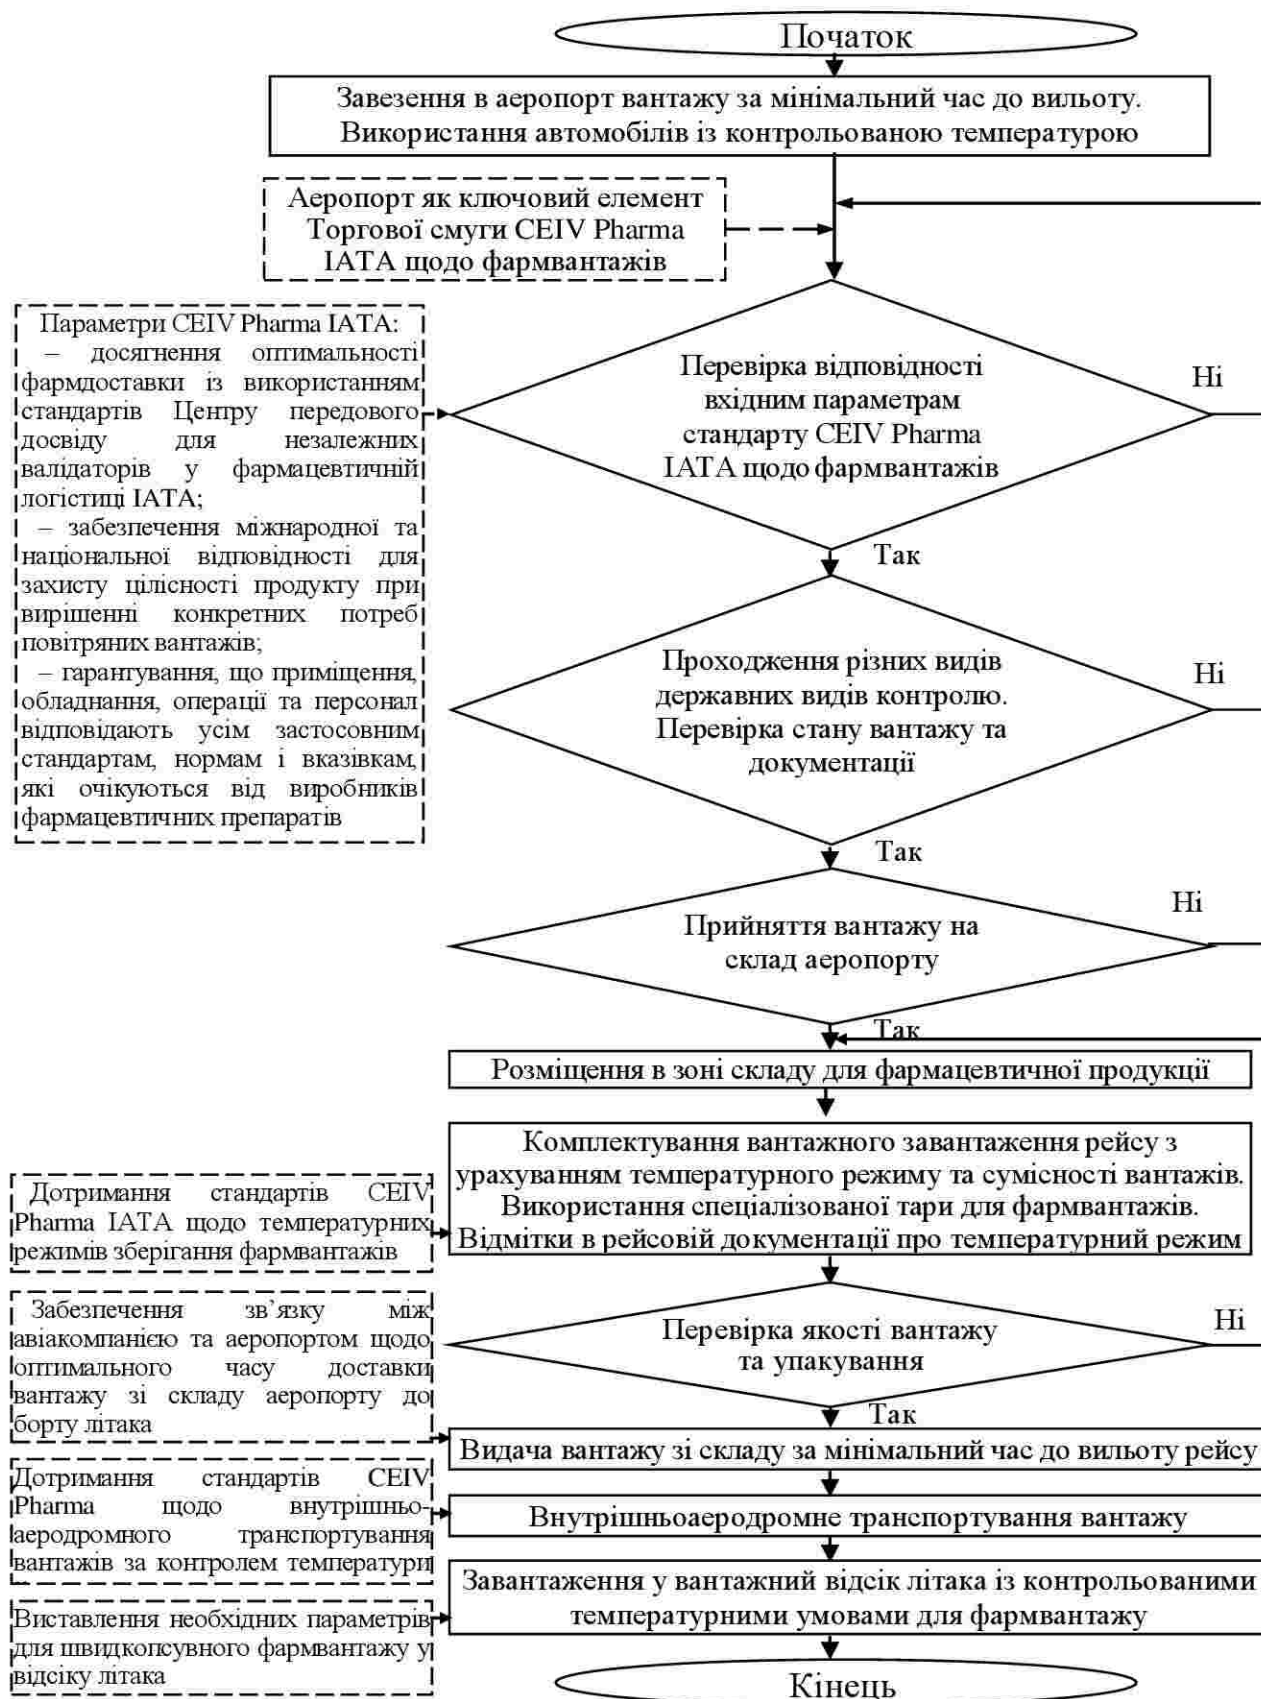 Початок
Завезення в аеропорт вантажу за мінімальний час до вильоту.
Використання автомобілів із контрольованою температурою
Аеропорт як ключовий елемент
Торгової смуги CEIV Pharma
IATA щодо фармвантажів
Параметри CEIV Pharma IATA:
– досягнення оптимальності
фармдоставки із використанням
стандартів Центру передового
досвіду для незалежних
валідаторів у фармацевтичній
логістиці IATA;
– забезпечення міжнародної та
національної відповідності для
захисту цілісності продукту при
вирішенні конкретних потреб
повітряних вантажів;
– гарантування, що приміщення,
обладнання, операції та персонал
відповідають усім застосовним
стандартам, нормам і вказівкам,
які очікуються від виробників
фармацевтичних препаратів
Перевірка відповідності
вхідним параметрам
стандарту CEIV Pharma
IATA щодо фармвантажів
Ні
Так
Проходження різних видів
державних видів контролю.
Перевірка стану вантажу та
документації
Ні
Так
Прийняття вантажу на
склад аеропорту
Ні
Так
Розміщення в зоні складу для фармацевтичної продукції
Комплектування вантажного завантаження рейсу з
урахуванням температурного режиму та сумісності вантажів.
Використання спеціалізованої тари для фармвантажів.
Відмітки в рейсовій документації про температурний режим
Дотримання стандартів CEIV
Pharma IATA щодо температурних
режимів зберігання фармвантажів
Перевірка якості вантажу
та упакування
Ні
Так
Забезпечення зв’язку між
авіакомпанією та аеропортом щодо
оптимального часу доставки
вантажу зі складу аеропорту до
борту літака
Видача вантажу зі складу за мінімальний час до вильоту рейсу
Дотримання стандартів CEIV
Pharma щодо внутрішньо-
аеродромного транспортування
вантажів за контролем температури
Внутрішньоаеродромне транспортування вантажу
Завантаження у вантажний відсік літака із контрольованими
температурними умовами для фармвантажу
Виставлення необхідних параметрів
для швидкопсувного фармвантажу у
відсіку літака
Кінець